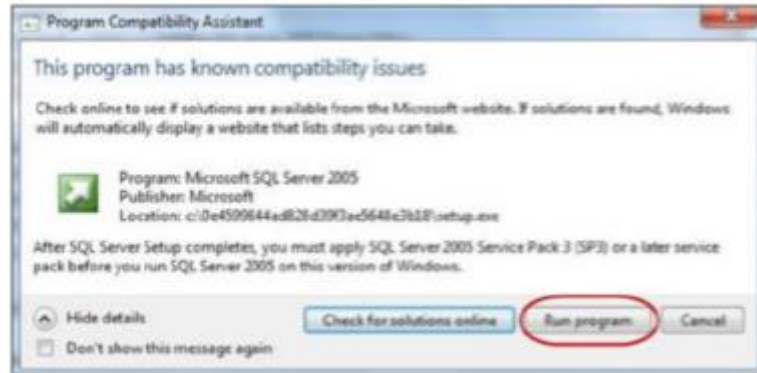 Program Compatibility Assistant
This program has known compatibility issues
Check online to see if solutions are available from the Microsoft website. If solutions are found, Windows
will automatically display a website that lists steps you can take.
Program: Microsoft SQL Server 2005
Publisher: Microsoft
Location:
After SQL Server Setup completes, you must apply SQL Server 2005 Service Pack 3 (SP3) or a later service
pack before you run SQL Server 2005 on this version of Windows.
Hide details
Check for solutions online
Run program
Cancel
Don't show this message again